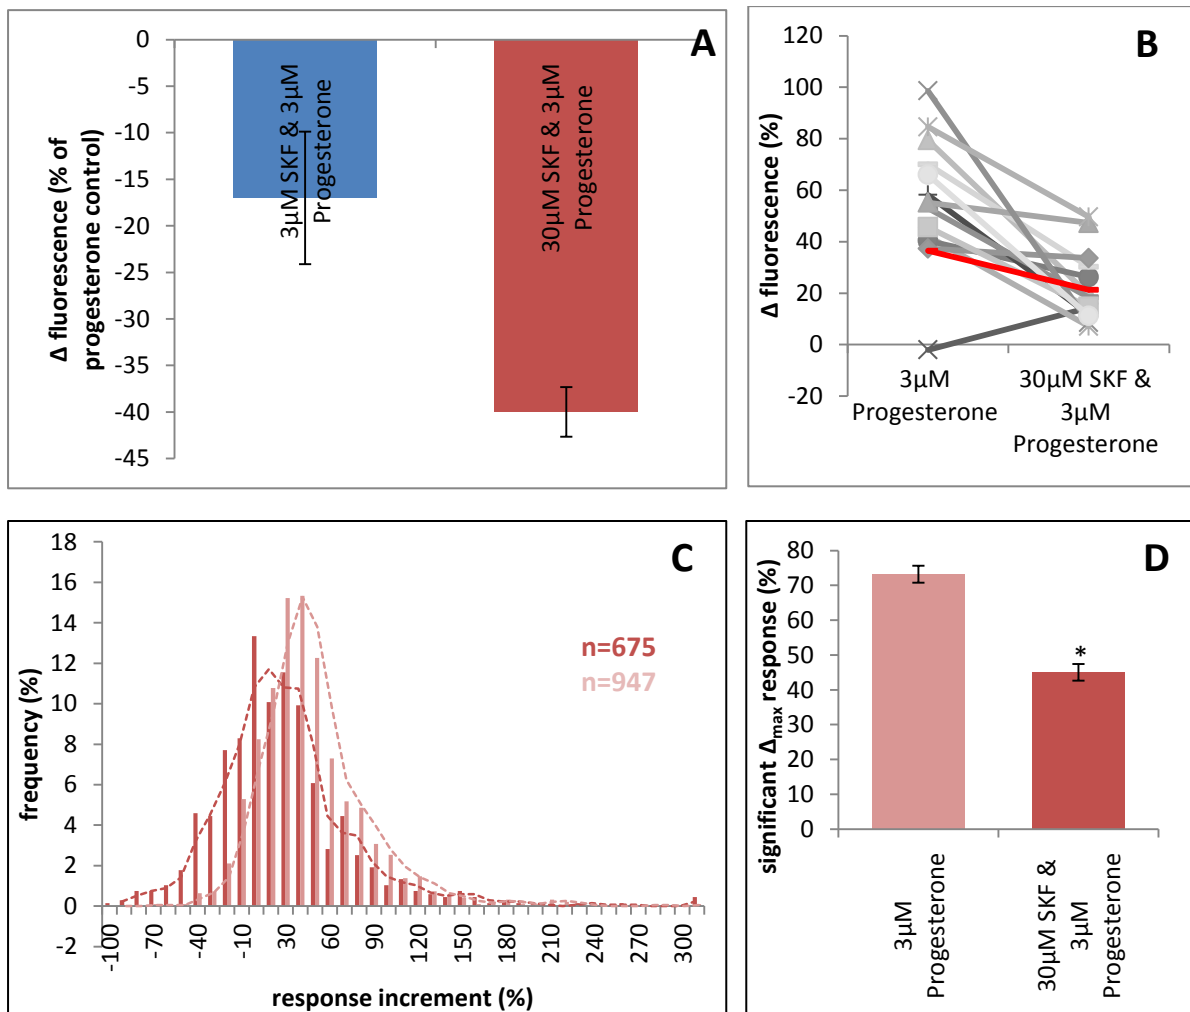 A
Δ fluorescence (% of
progesterone control)
0
-5
-10
-15
-20
-25
-30
-35
-40
-45
3µM SKF & 3µM
Progesterone
30µM SKF & 3µM
Progesterone
B
Δ fluorescence (%)
120
100
80
60
40
20
0
-20
3µM
Progesterone
30µM SKF &
3µM
Progesterone
C
frequency (%)
18
16
14
12
10
8
6
4
2
0
-2
n=675
n=947
-100
-70
-40
-10
30
60
90
120
150
180
210
240
270
300
response increment (%)
D
significant Δmax response (%)
80
70
60
50
40
30
20
10
0
*
3µM
Progesterone
30µM SKF &
3µM
Progesterone